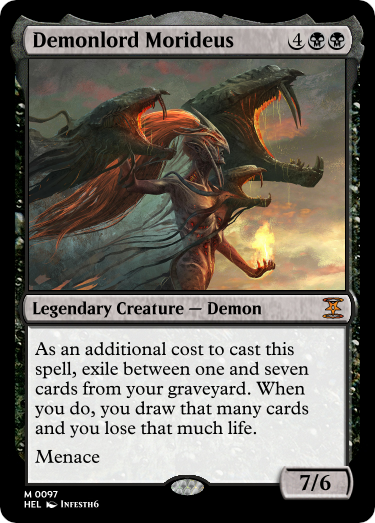 Demonlord Morideus 4
Legendary Creature — Demon
As an additional cost to cast this
spell, exile between one and seven
cards from your graveyard. When
you do, you draw that many cards
and you lose that much life.
Menace
7/6
M 0097
HEL Infesth6